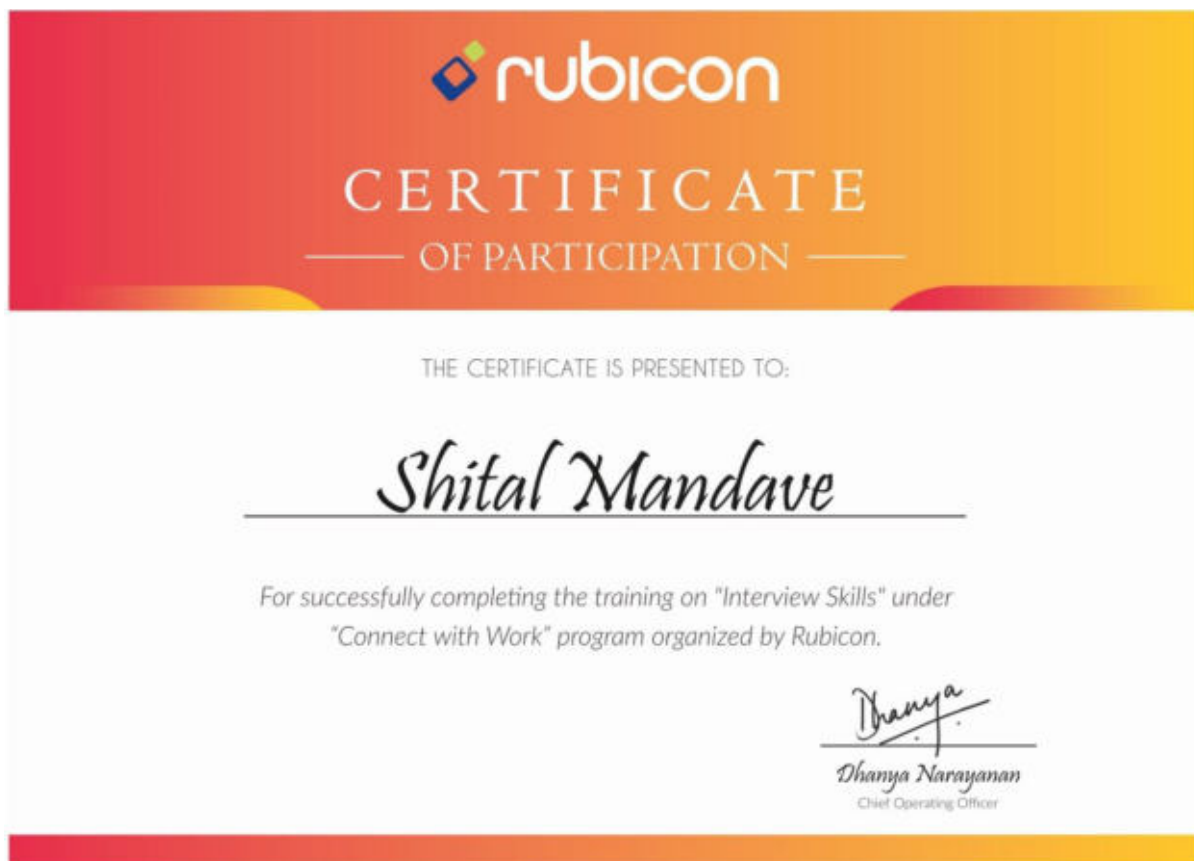 rubicon
CERTIFICATE
OF PARTICIPATION
THE CERTIFICATE IS PRESENTED TO:
Shital Mandave
For successfully completing the training on "Interview Skills" under
"Connect with Work" program organized by Rubicon.
Dhanya
Dhanya Narayanan
Chief Operating Officer